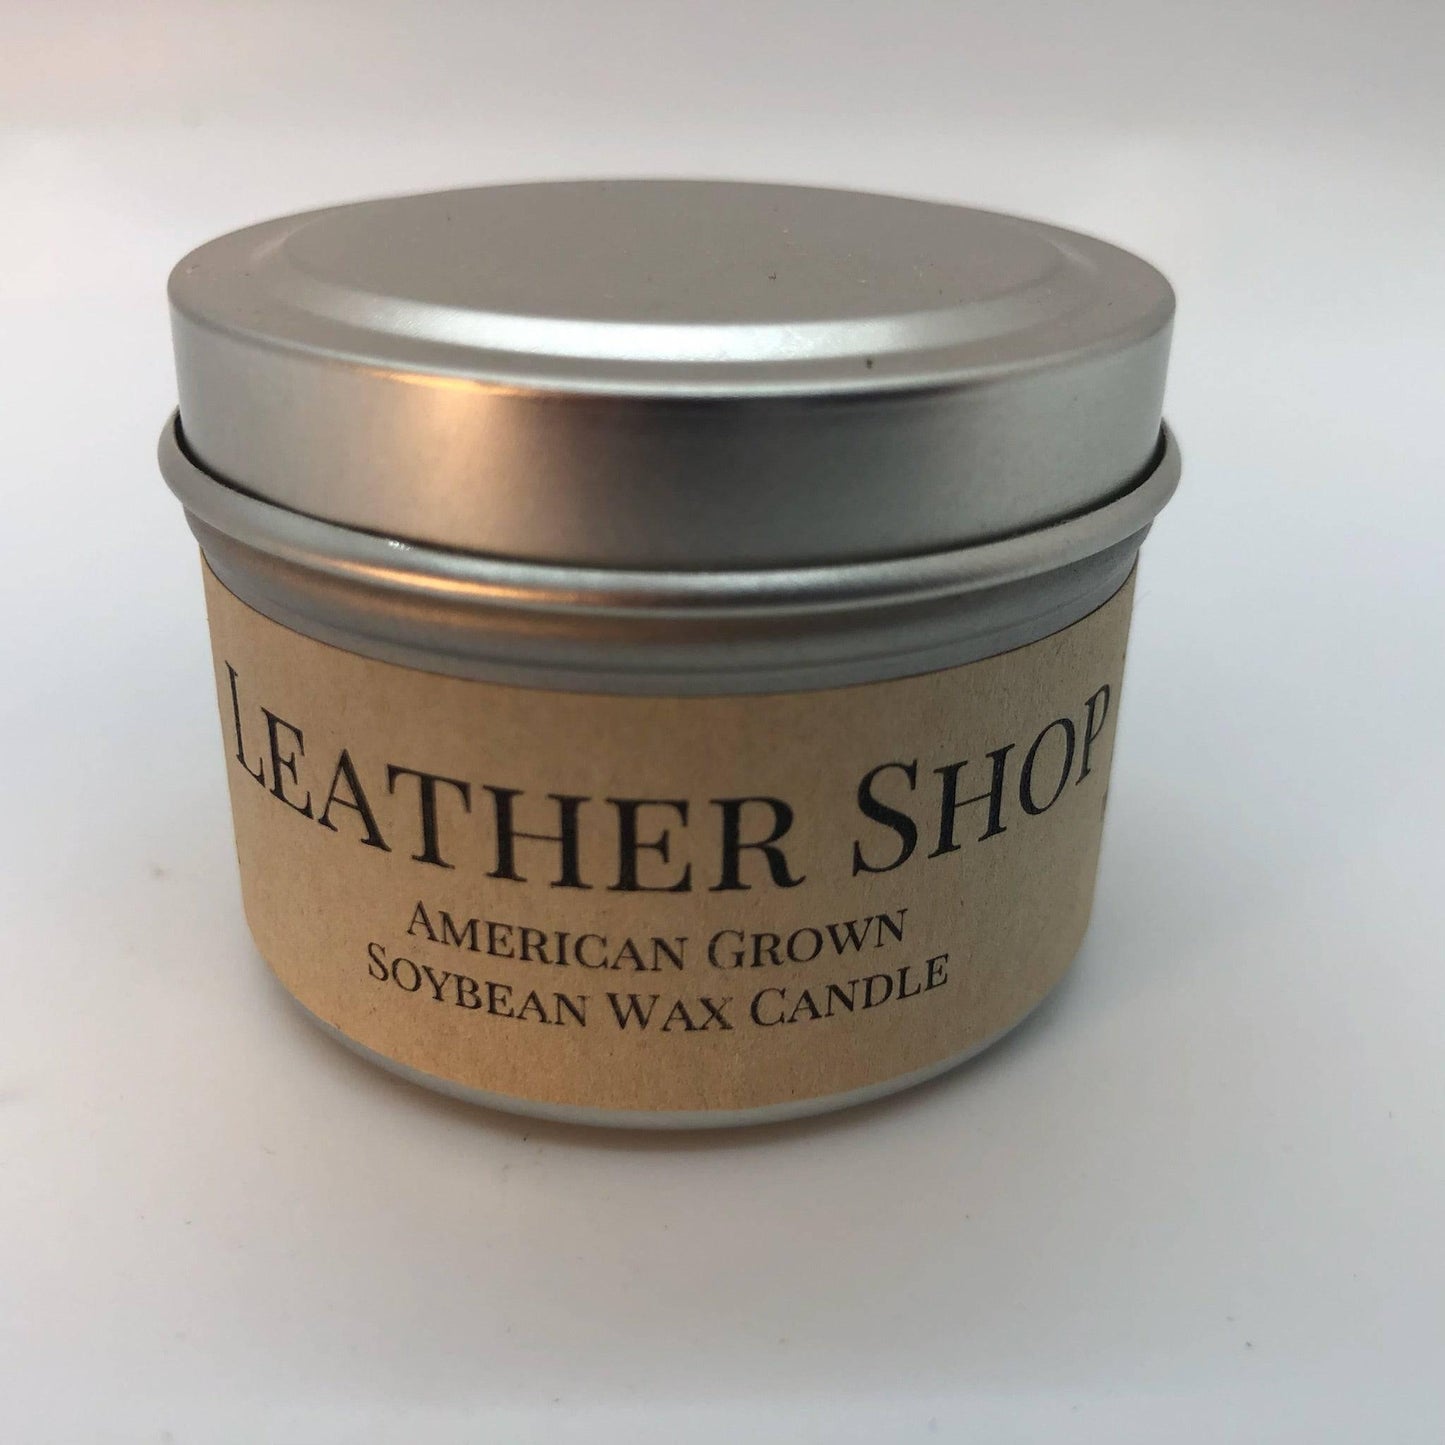 Leather Shop
American Grown
Soybean Wax Candle